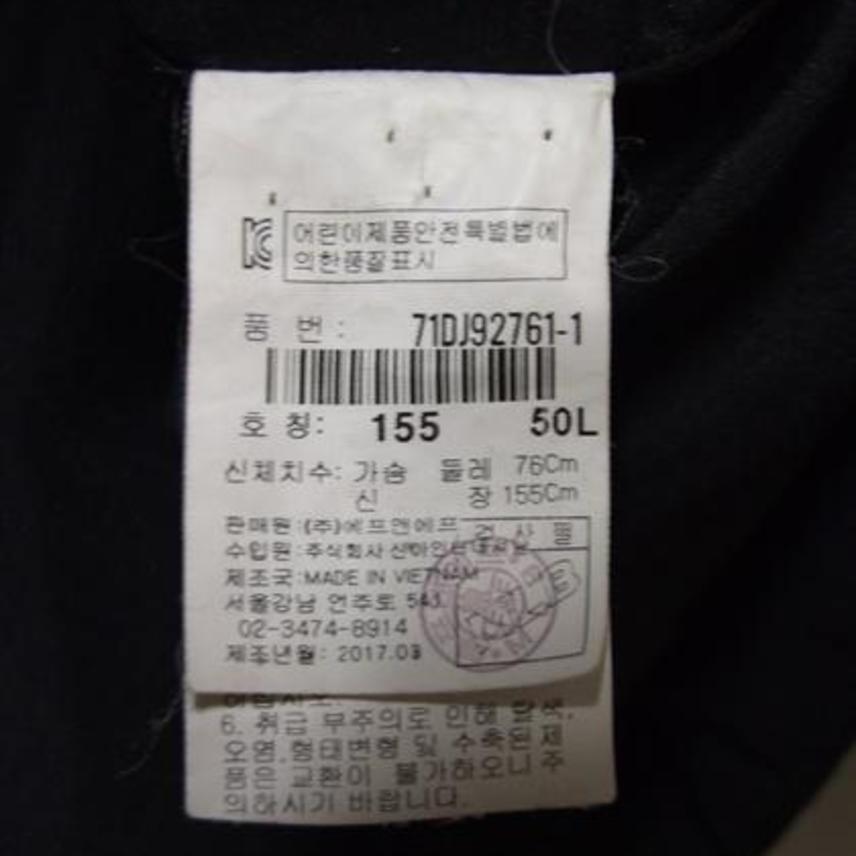 어린이제품안전특별법에
의한품질표시
품 번: 71DJ92761-1
호 칭: 155 50L
신체치수: 가슴 둘레 76Cm
신 장 155Cm
판매원:(주)에프앤에프 검사필
수입원:주식회사
제조국:MADE IN VIETNAM
서울강남 언주로 541
02-3474-8914
제조년월: 2017.03
6. 취급 부주의로 인해 탈색,
오염,형태변형 및 수축된제
품은 교환이 불가하오니주
의하시기 바랍니다.